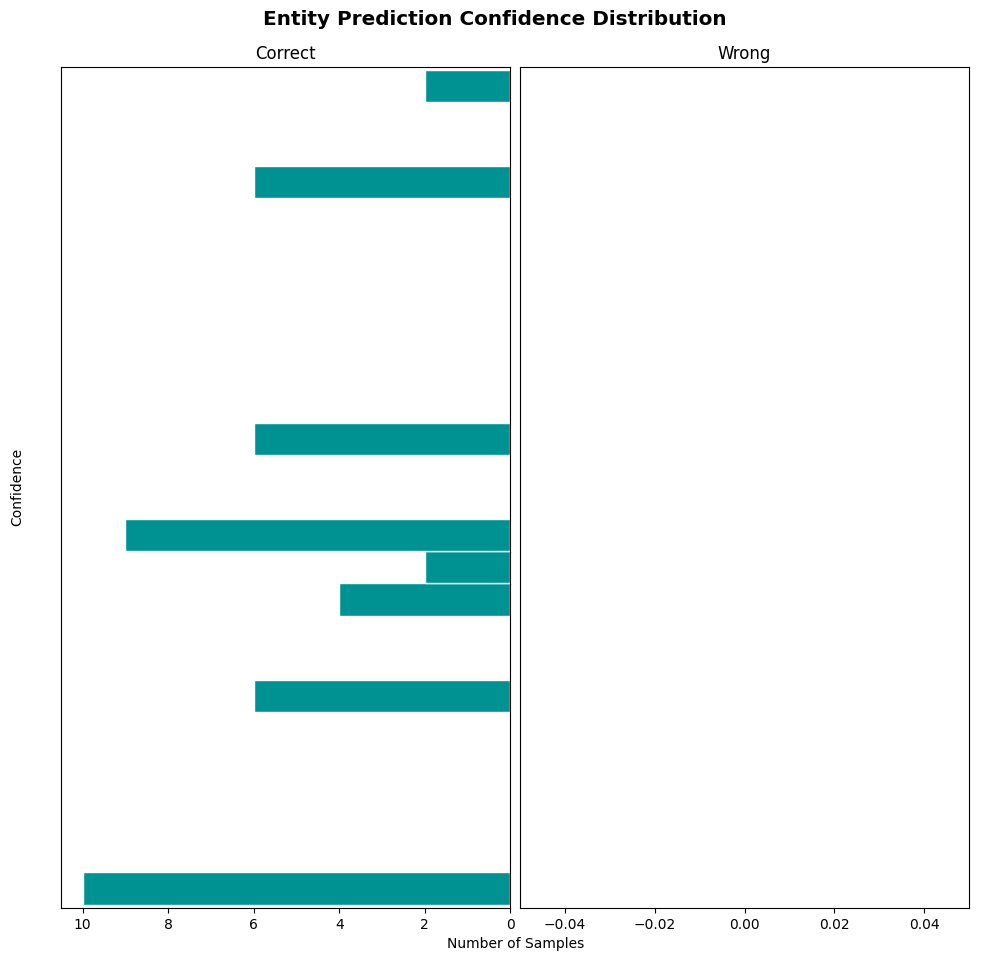 Entity Prediction Confidence Distribution
Correct
Wrong
Confidence
10 8 6 4 2 0
−0.04 −0.02 0.00 0.02 0.04
Number of Samples